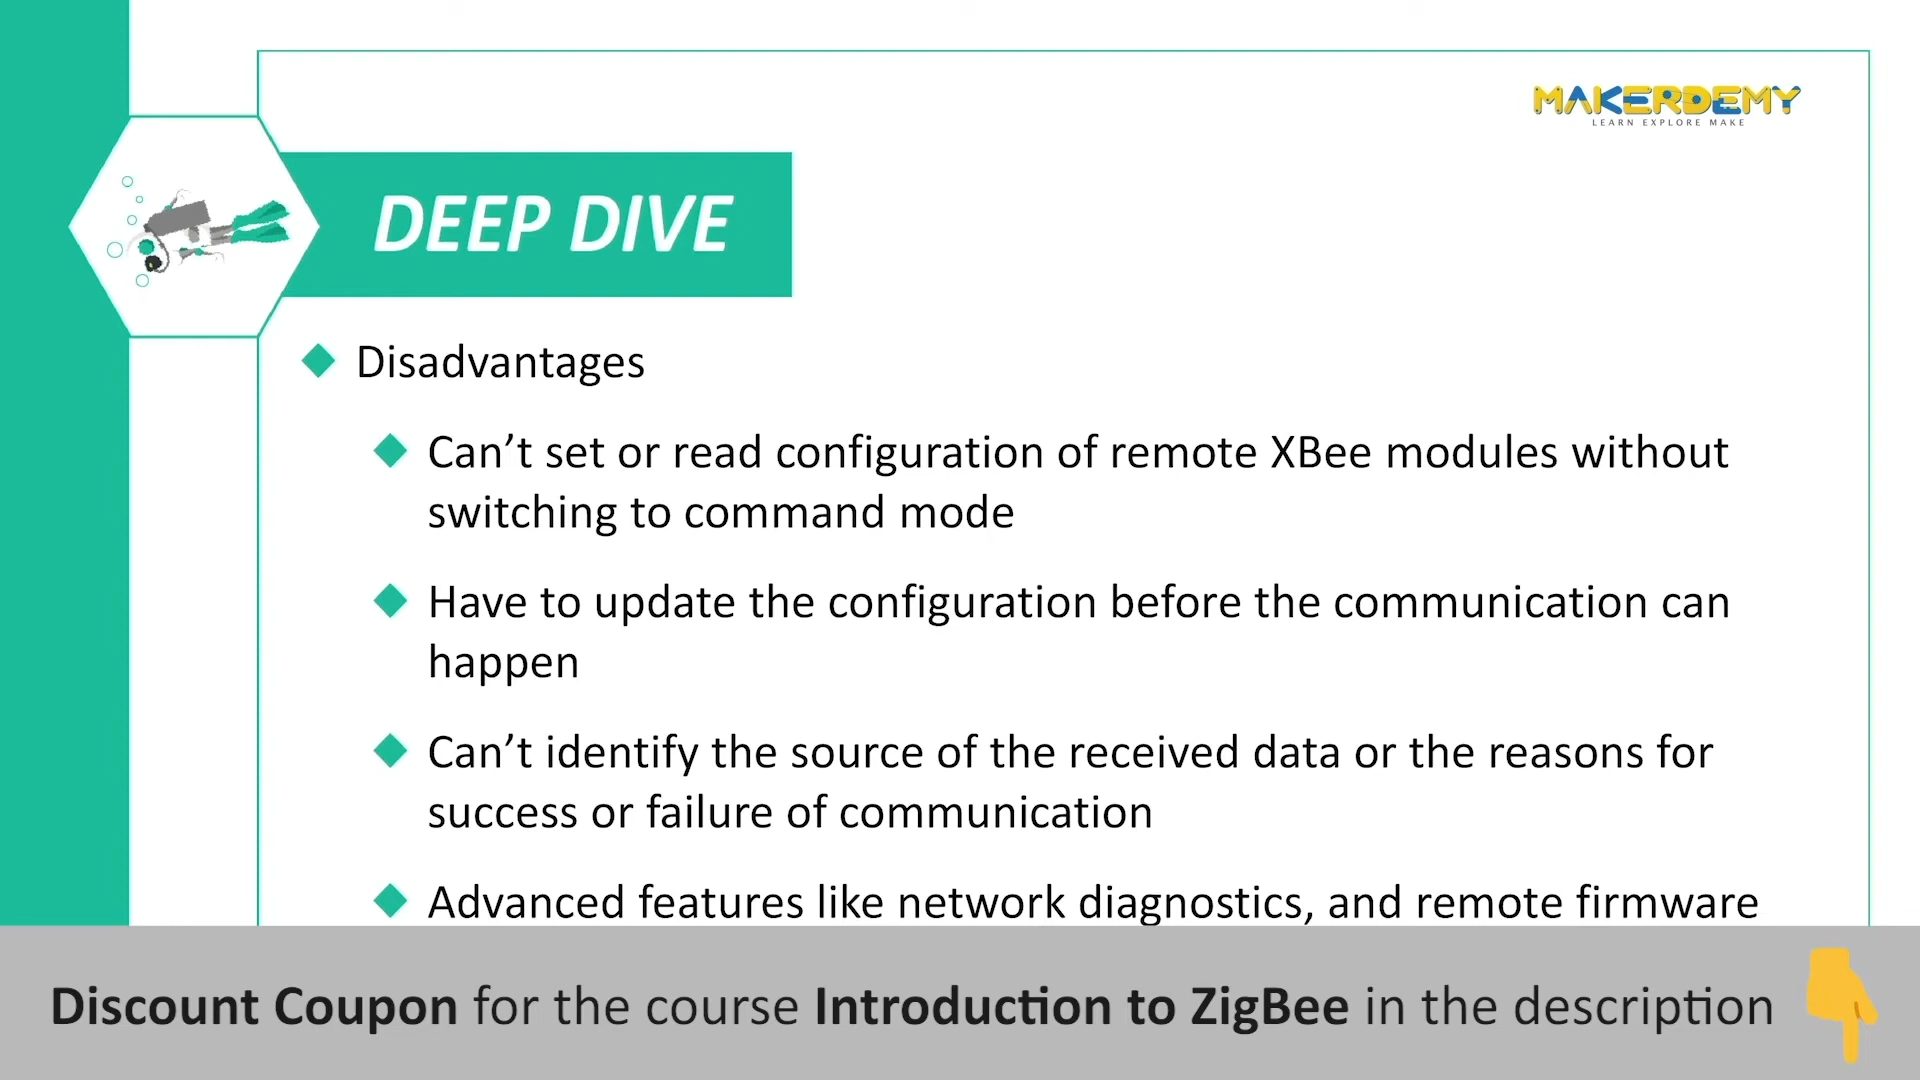 MAKERDEMY
LEARN EXPLORE MAKE
DEEP DIVE
Disadvantages
Can’t set or read configuration of remote XBee modules without
switching to command mode
Have to update the configuration before the communication can
happen
Can’t identify the source of the received data or the reasons for
success or failure of communication
Advanced features like network diagnostics, and remote firmware
Discount Coupon for the course Introduction to ZigBee in the description